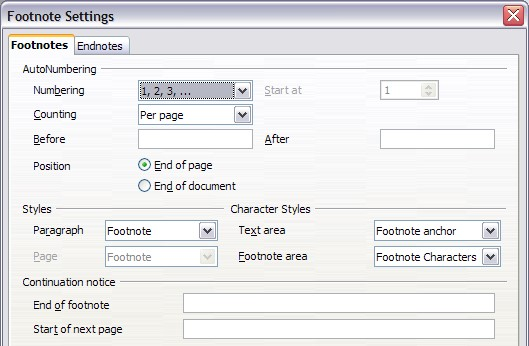 Footnote Settings
Footnotes Endnotes
AutoNumbering
Numbering 1, 2, 3, ... Start at 1
Counting Per page
Before After
Position End of page
End of document
Styles Character Styles
Paragraph Footnote Text area Footnote anchor
Page Footnote Footnote area Footnote Characters
Continuation notice
End of footnote
Start of next page